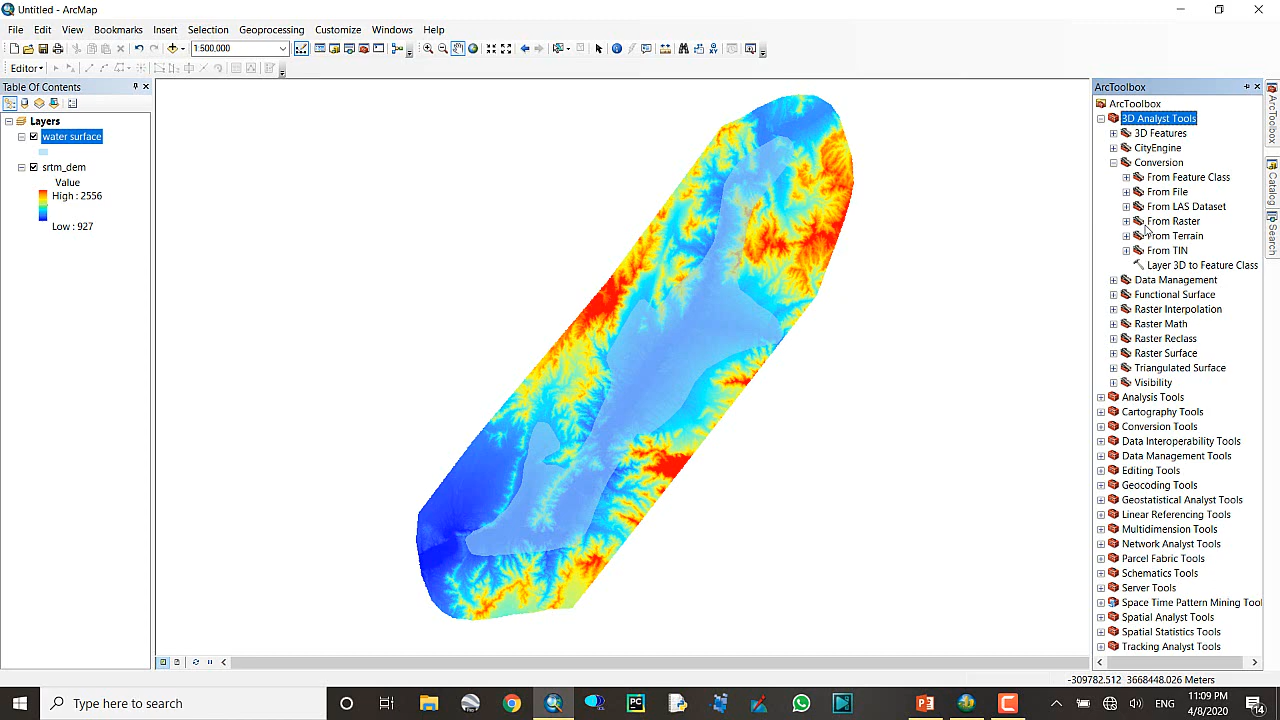 Untitled - ArcMap
File Edit View Bookmarks Insert Selection Geoprocessing Customize Windows Help
1:500,000
Editor
Table Of Contents
Layers
water surface
srtm_dem
Value
High : 2556
Low : 927
ArcToolbox
ArcToolbox
3D Analyst Tools
3D Features
CityEngine
Conversion
From Feature Class
From File
From LAS Dataset
From Raster
From Terrain
From TIN
Layer 3D to Feature Class
Data Management
Functional Surface
Raster Interpolation
Raster Math
Raster Reclass
Raster Surface
Triangulated Surface
Visibility
Analysis Tools
Cartography Tools
Conversion Tools
Data Interoperability Tools
Data Management Tools
Editing Tools
Geocoding Tools
Geostatistical Analyst Tools
Linear Referencing Tools
Multidimension Tools
Network Analyst Tools
Parcel Fabric Tools
Schematics Tools
Server Tools
Space Time Pattern Mining Tool
Spatial Analyst Tools
Spatial Statistics Tools
Tracking Analyst Tools
ArcToolbox
Catalog
Search
-309782.512 3668448.026 Meters
Type here to search
PC
ENG
11:09 PM
4/8/2020
14